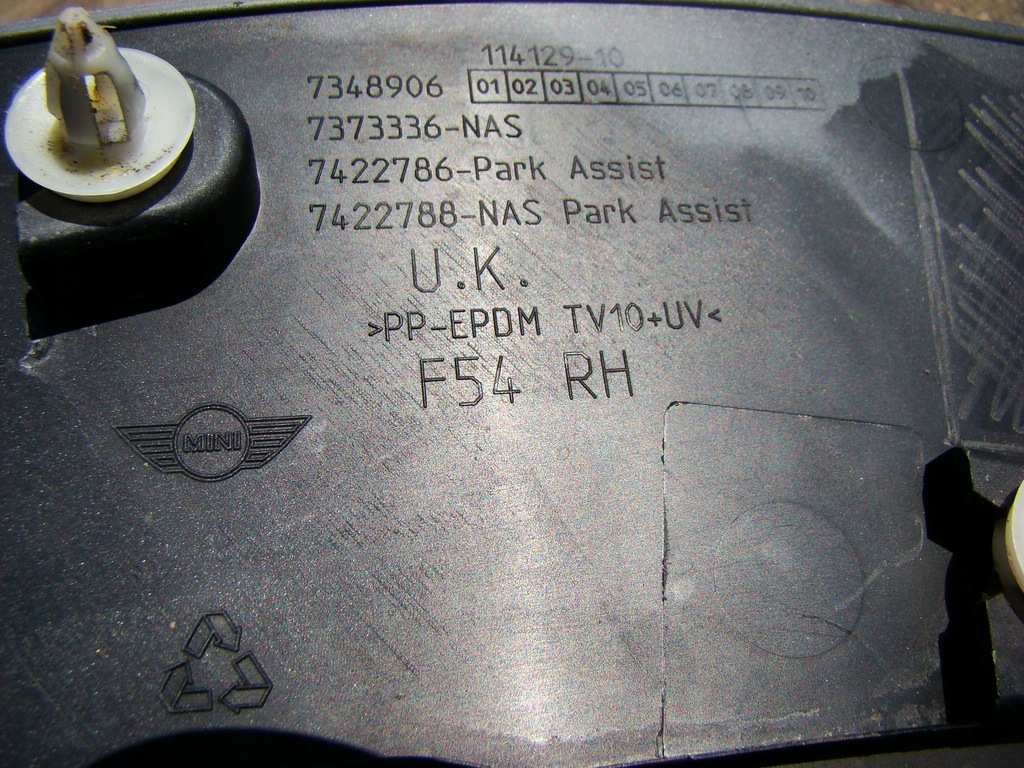 114129-10
7348906 01 02 03 04 05 06 07 08 09 10
7373336-NAS
7422786-Park Assist
7422788-NAS Park Assist
U.K.
>PP-EPDM TV10+UV<
F54 RH
MINI